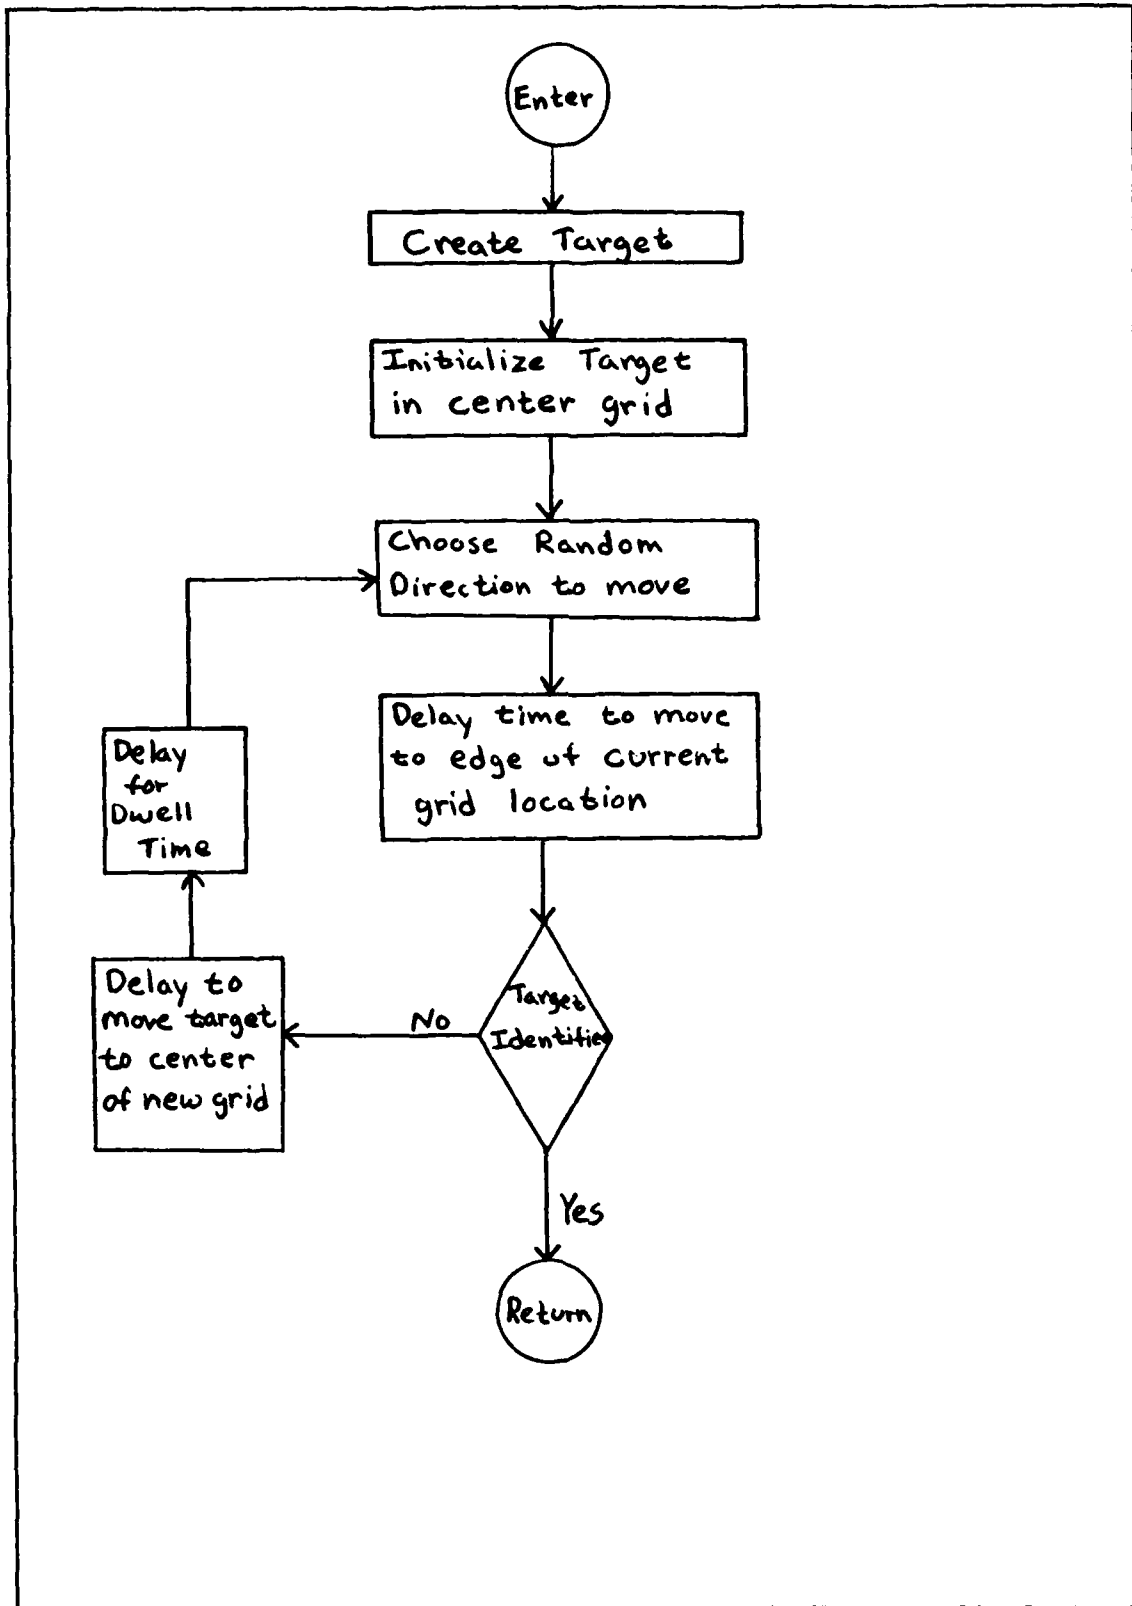 Enter
Create Target
Initialize Target
in center grid
Choose Random
Direction to move
Delay time to move
to edge of current
grid location
Delay
for
Dwell
Time
Delay to
move target
to center
of new grid
No
Target
Identified
Yes
Return